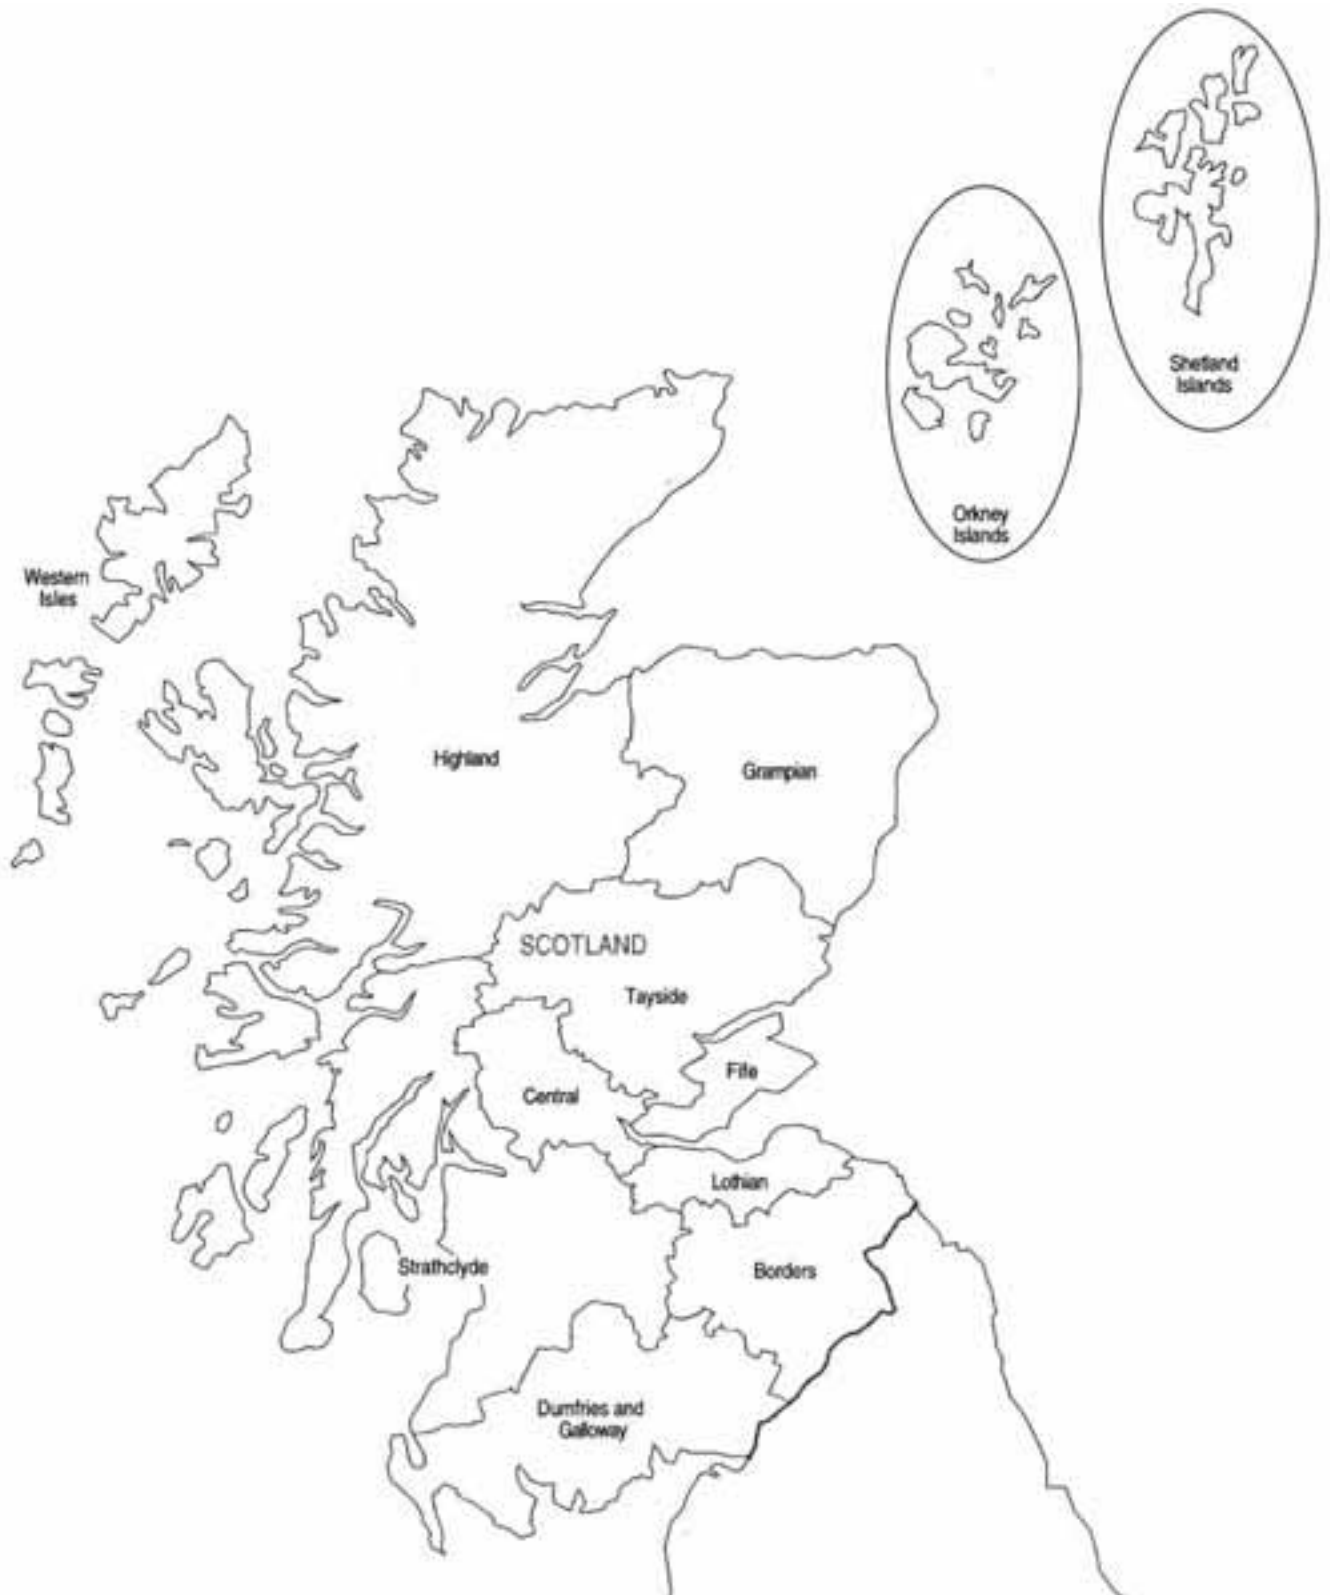 Shetland
Islands
Orkney
Islands
Western
Isles
Highland
Grampian
SCOTLAND
Tayside
Fife
Central
Lothian
Strathclyde
Borders
Dumfries and
Galloway